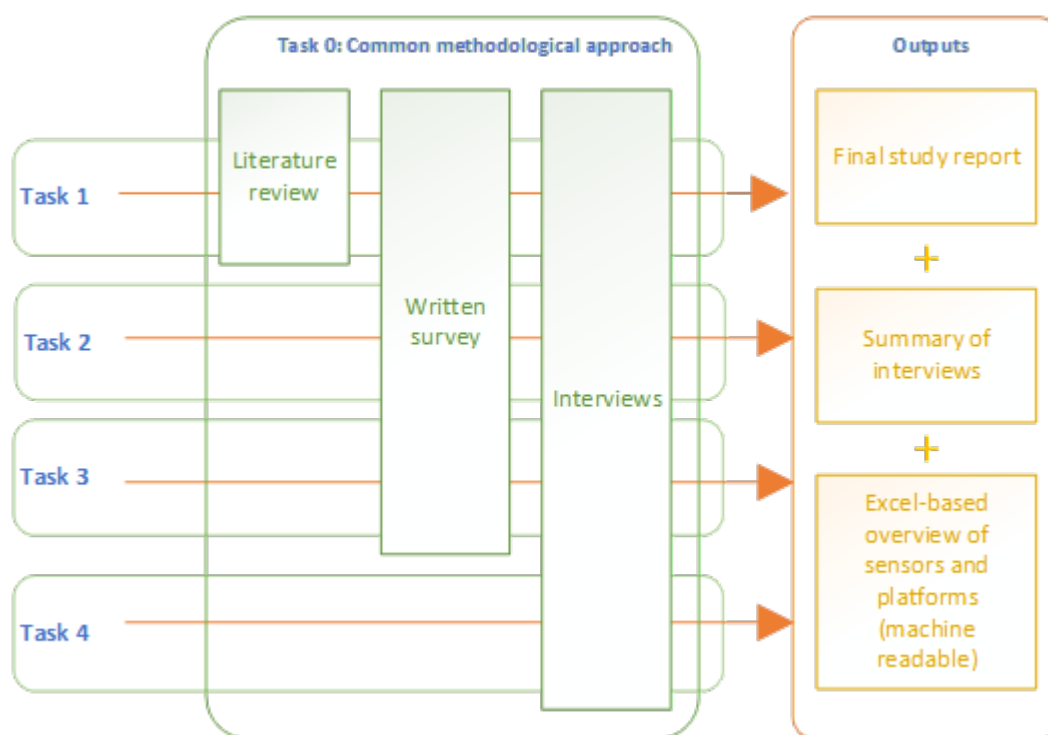 Task 0: Common methodological approach
Outputs
Literature
review
Final study report
Task 1
+
Written
survey
Task 2
Summary of
interviews
Interviews
+
Task 3
Excel-based
overview of
sensors and
platforms
(machine
readable)
Task 4